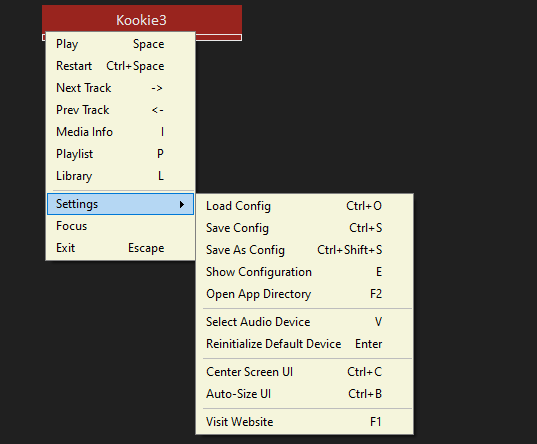 Kookie3
Play Space
Restart Ctrl+Space
Next Track ->
Prev Track <-
Media Info I
Playlist P
Library L
Settings
Focus
Exit Escape
Load Config Ctrl+O
Save Config Ctrl+S
Save As Config Ctrl+Shift+S
Show Configuration E
Open App Directory F2
Select Audio Device V
Reinitialize Default Device Enter
Center Screen UI Ctrl+C
Auto-Size UI Ctrl+B
Visit Website F1